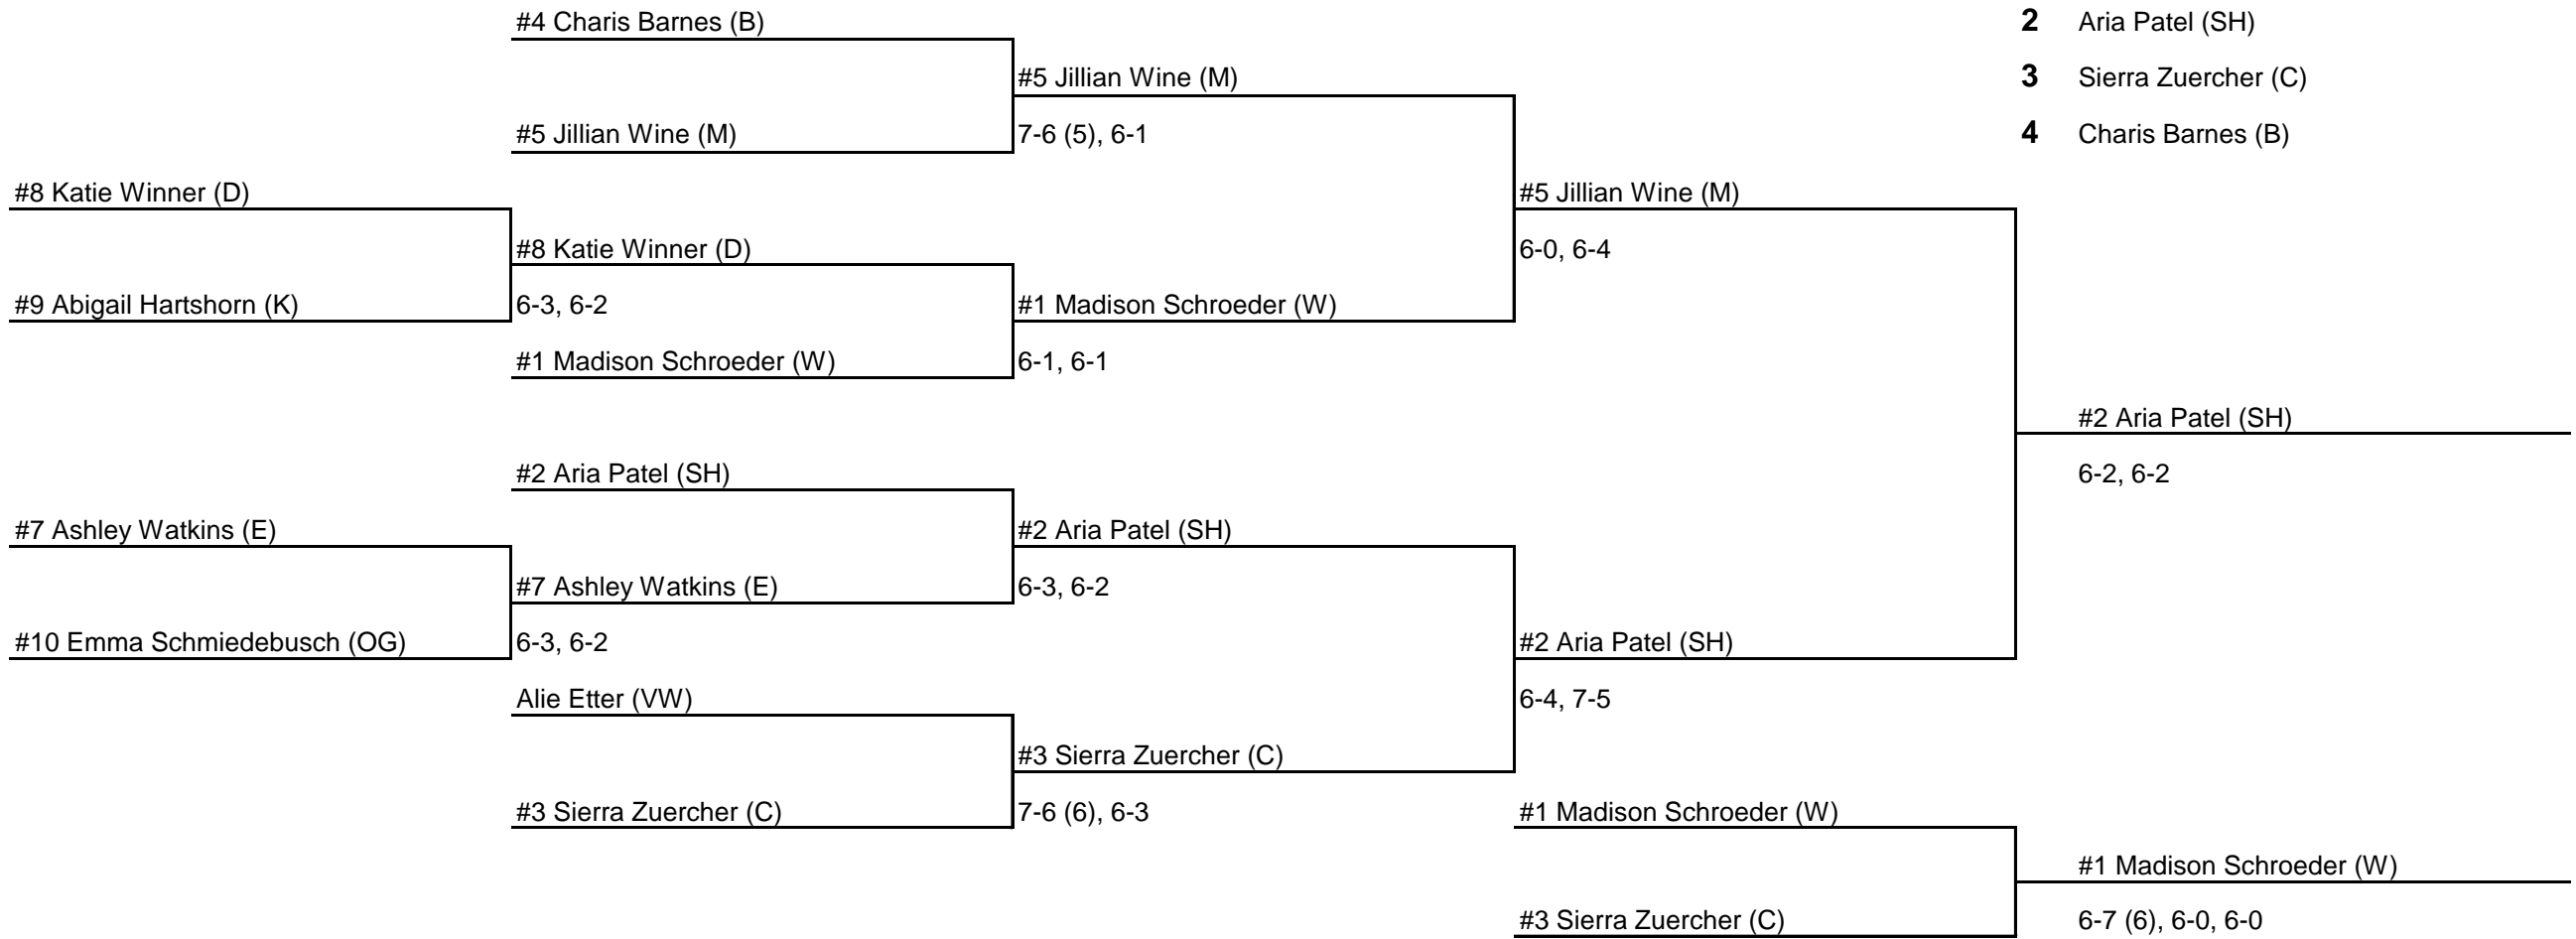 #4 Charis Barnes (B)
2 Aria Patel (SH)
#5 Jillian Wine (M)
3 Sierra Zuercher (C)
#5 Jillian Wine (M)
7-6 (5), 6-1
4 Charis Barnes (B)
#8 Katie Winner (D)
#5 Jillian Wine (M)
#8 Katie Winner (D)
6-0, 6-4
#9 Abigail Hartshorn (K)
6-3, 6-2
#1 Madison Schroeder (W)
#1 Madison Schroeder (W)
6-1, 6-1
#2 Aria Patel (SH)
#2 Aria Patel (SH)
6-2, 6-2
#7 Ashley Watkins (E)
#2 Aria Patel (SH)
#7 Ashley Watkins (E)
6-3, 6-2
#10 Emma Schmiedebusch (OG)
6-3, 6-2
#2 Aria Patel (SH)
Alie Etter (VW)
6-4, 7-5
#3 Sierra Zuercher (C)
#3 Sierra Zuercher (C)
7-6 (6), 6-3
#1 Madison Schroeder (W)
#1 Madison Schroeder (W)
#3 Sierra Zuercher (C)
6-7 (6), 6-0, 6-0